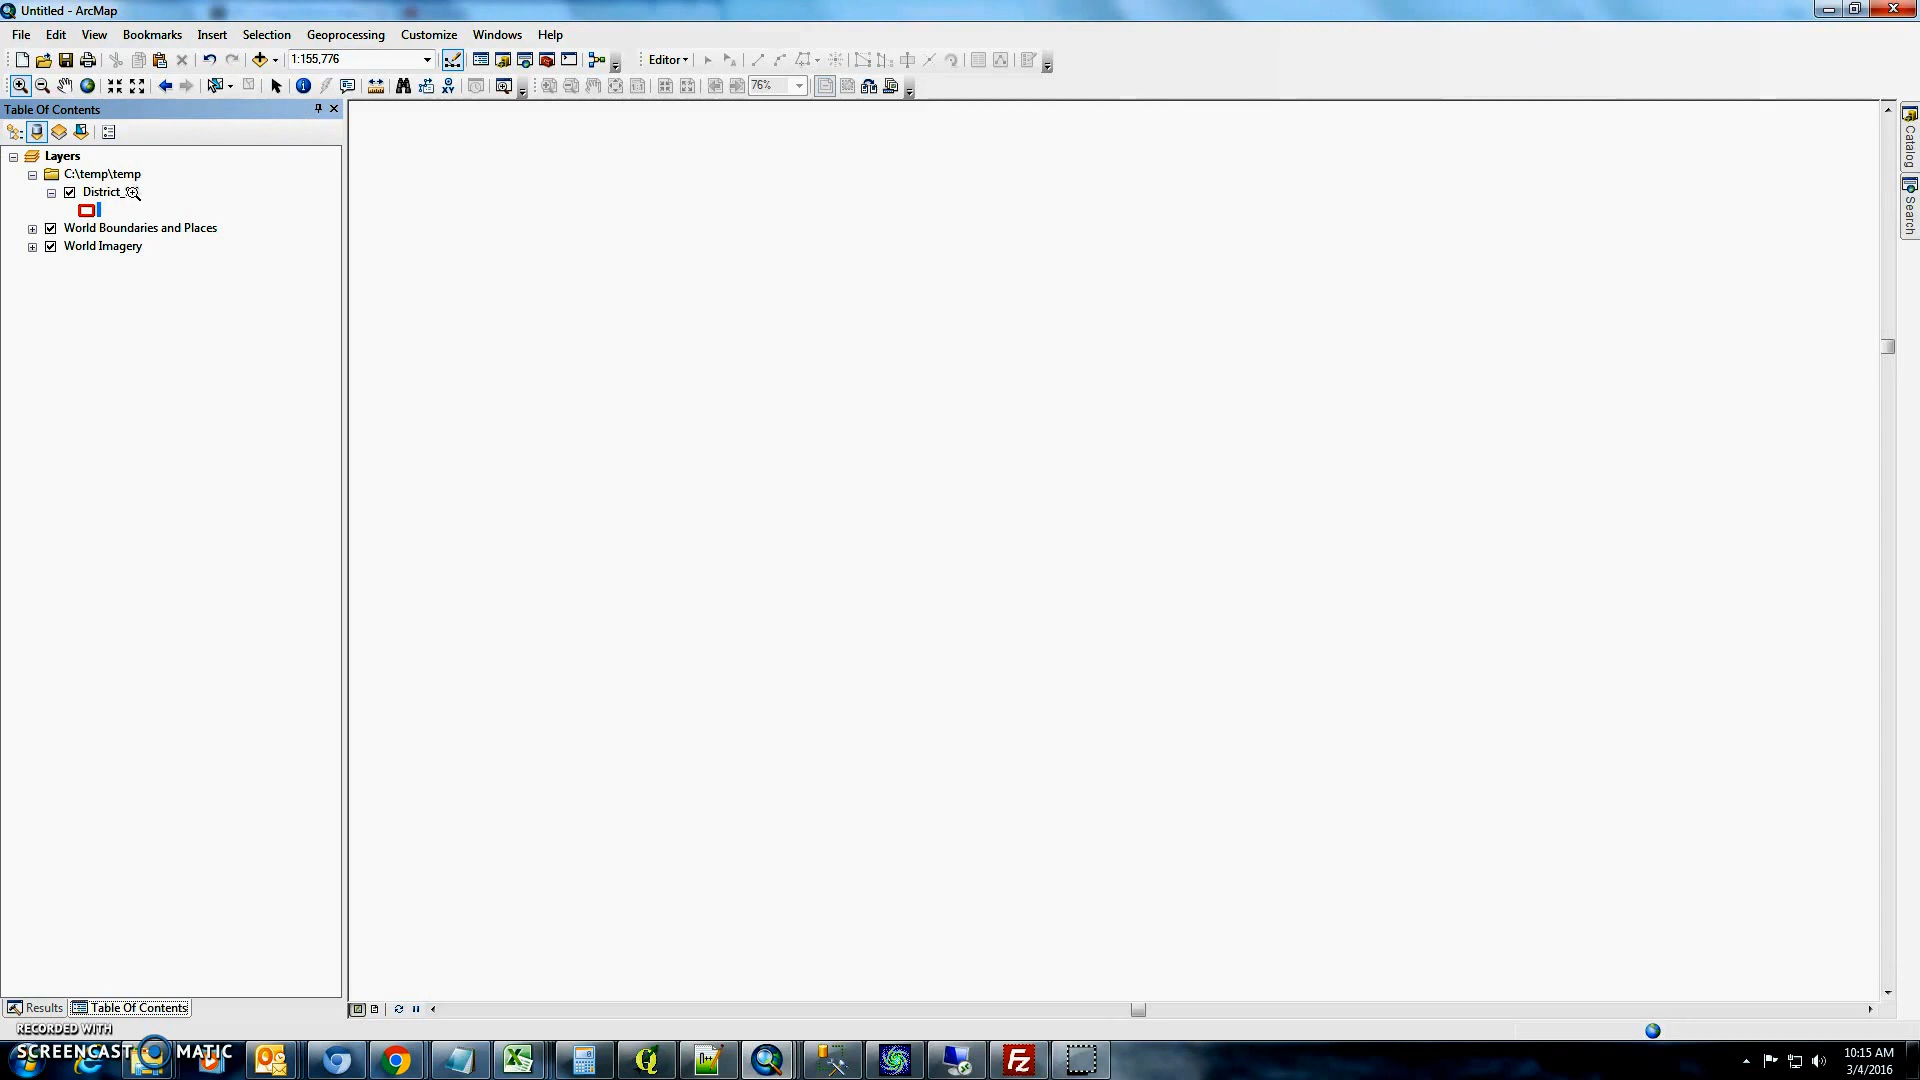 Untitled - ArcMap
File Edit View Bookmarks Insert Selection Geoprocessing Customize Windows Help
1:155,776 Editor
76%
Table Of Contents
Layers
C:\temp\temp
District_
World Boundaries and Places
World Imagery
Catalog
Search
Results Table Of Contents
RECORDED WITH
SCREENCAST MATIC
10:15 AM
3/4/2016